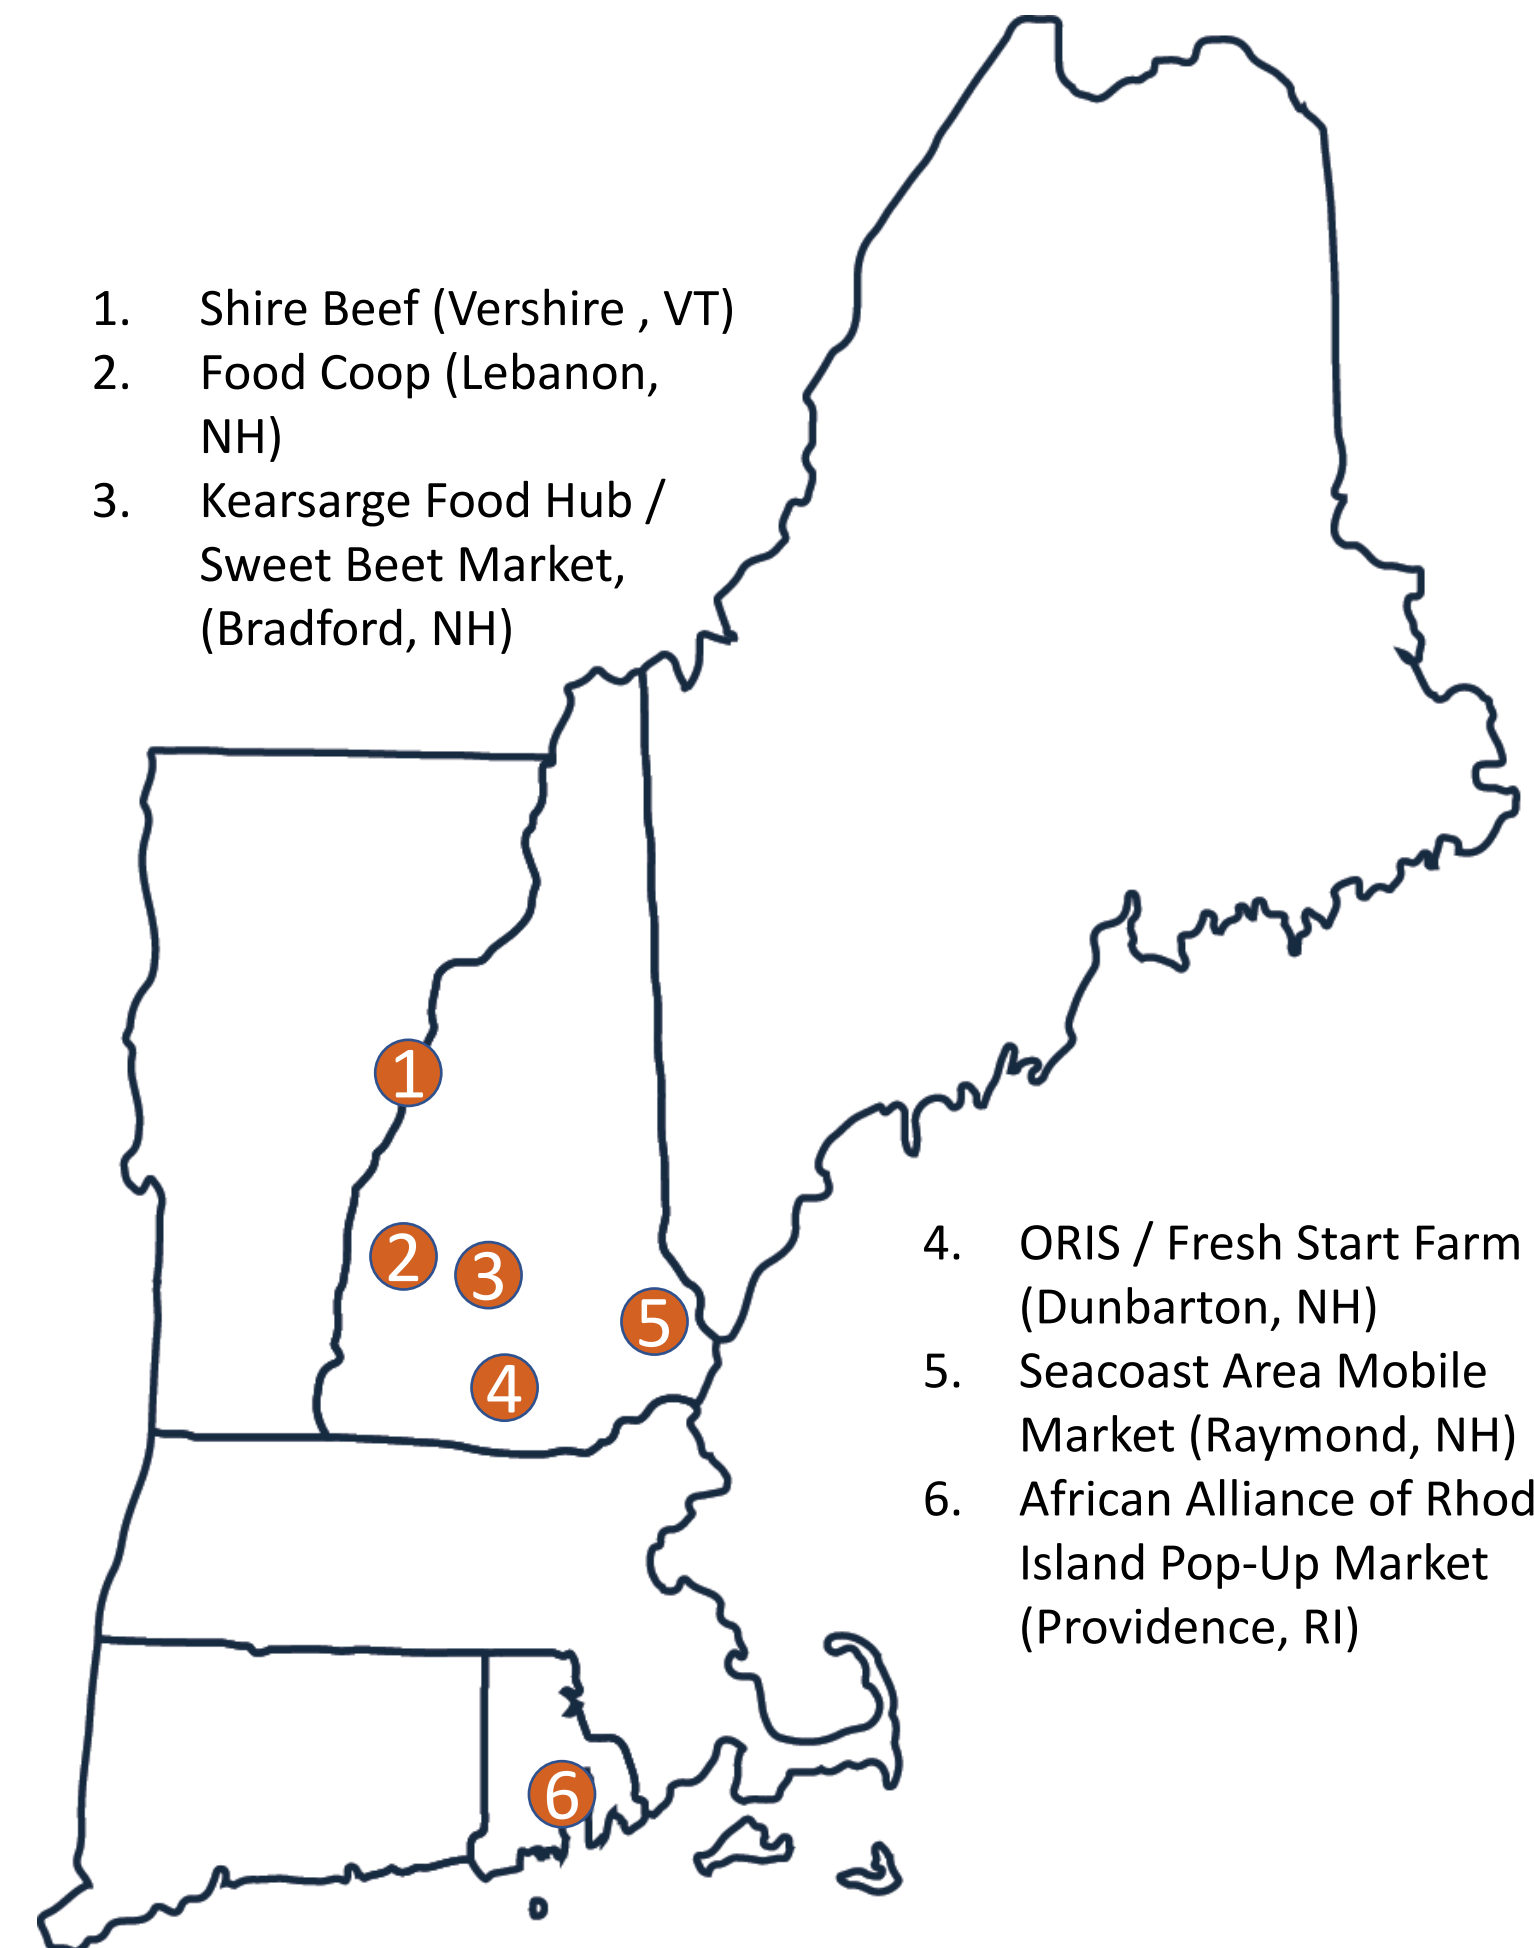 1. Shire Beef (Vershire , VT)
2. Food Coop (Lebanon,
NH)
3. Kearsarge Food Hub /
Sweet Beet Market,
(Bradford, NH)
1
2
3
5
4
4. ORIS / Fresh Start Farm
(Dunbarton, NH)
5. Seacoast Area Mobile
Market (Raymond, NH)
6. African Alliance of Rhod
Island Pop-Up Market
(Providence, RI)
6